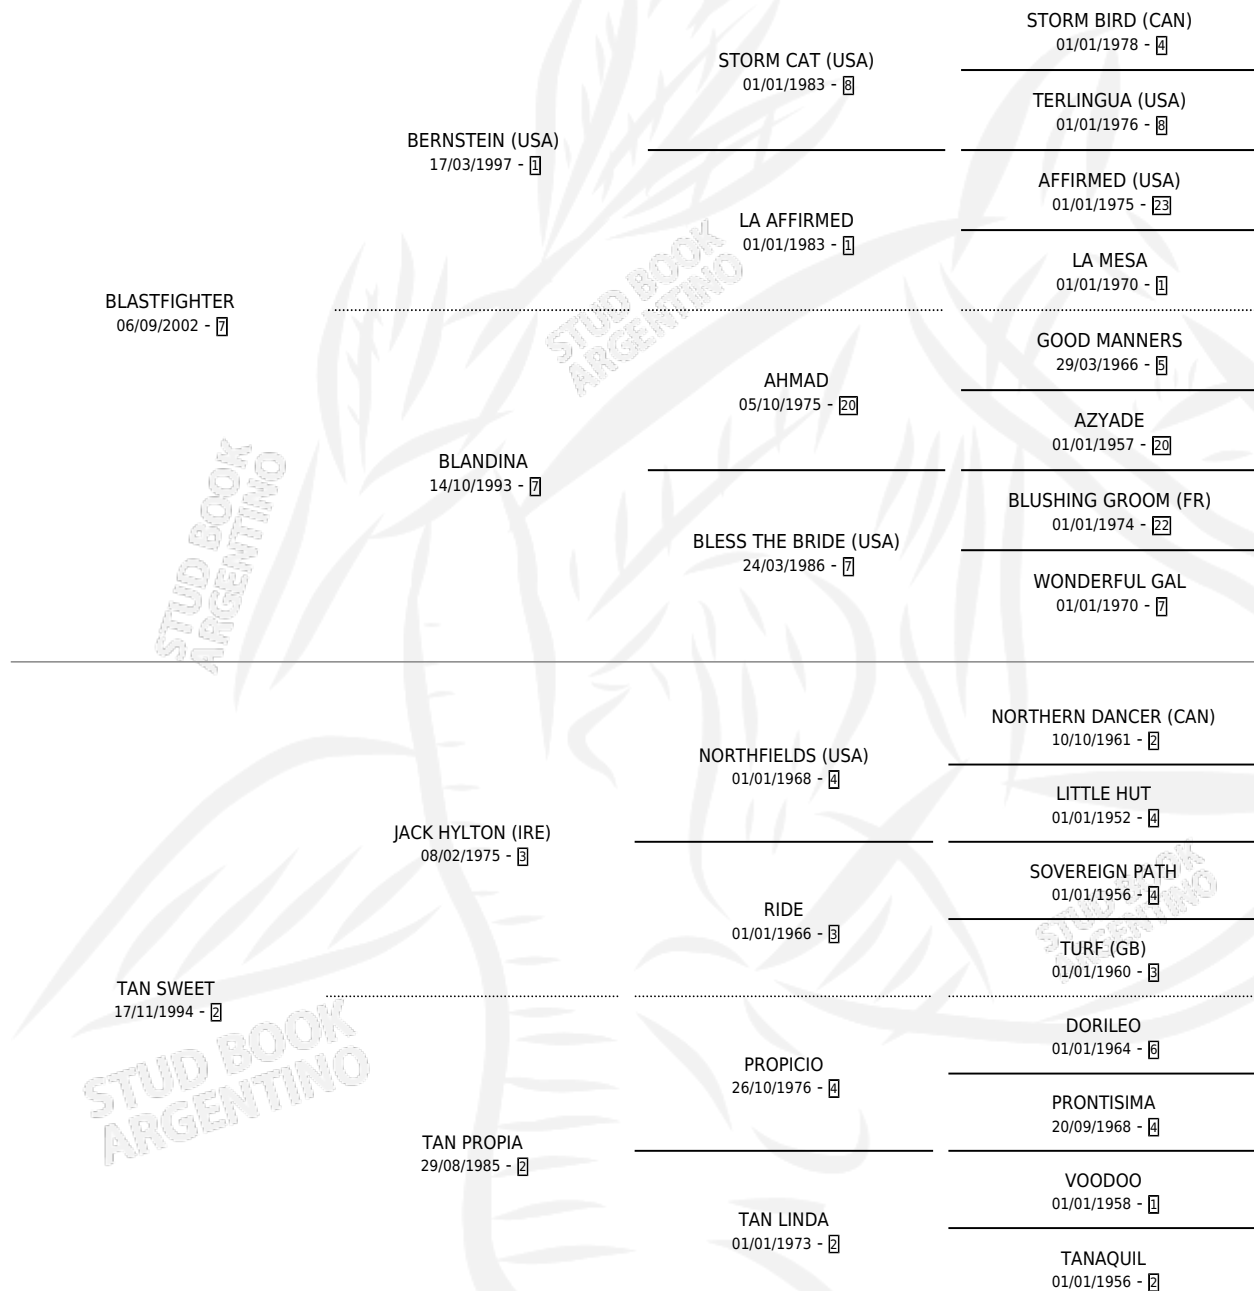 STORM BIRD (CAN)
01/01/1978 - 4
STORM CAT (USA)
01/01/1983 - 8
TERLINGUA (USA)
01/01/1976 - 8
BERNSTEIN (USA)
17/03/1997 - 1
AFFIRMED (USA)
01/01/1975 - 23
LA AFFIRMED
01/01/1983 - 1
LA MESA
01/01/1970 - 1
BLASTFIGHTER
06/09/2002 - 7
GOOD MANNERS
29/03/1966 - 5
AHMAD
05/10/1975 - 20
AZYADE
01/01/1957 - 20
BLANDINA
14/10/1993 - 7
BLUSHING GROOM (FR)
01/01/1974 - 22
BLESS THE BRIDE (USA)
24/03/1986 - 7
WONDERFUL GAL
01/01/1970 - 7
NORTHERN DANCER (CAN)
10/10/1961 - 2
NORTHFIELDS (USA)
01/01/1968 - 4
LITTLE HUT
01/01/1952 - 4
JACK HYLTON (IRE)
08/02/1975 - 3
SOVEREIGN PATH
01/01/1956 - 4
RIDE
01/01/1966 - 3
TURF (GB)
01/01/1960 - 3
TAN SWEET
17/11/1994 - 2
DORILEO
01/01/1964 - 6
PROPICIO
26/10/1976 - 4
PRONTISIMA
20/09/1968 - 4
TAN PROPIA
29/08/1985 - 2
VOODOO
01/01/1958 - 1
TAN LINDA
01/01/1973 - 2
TANAQUIL
01/01/1956 - 2
STUD BOOK
ARGENTINO
STUD BOOK
ARGENTINO
STUD BOOK
ARGENTINO
STUD BOOK
ARGENTINO